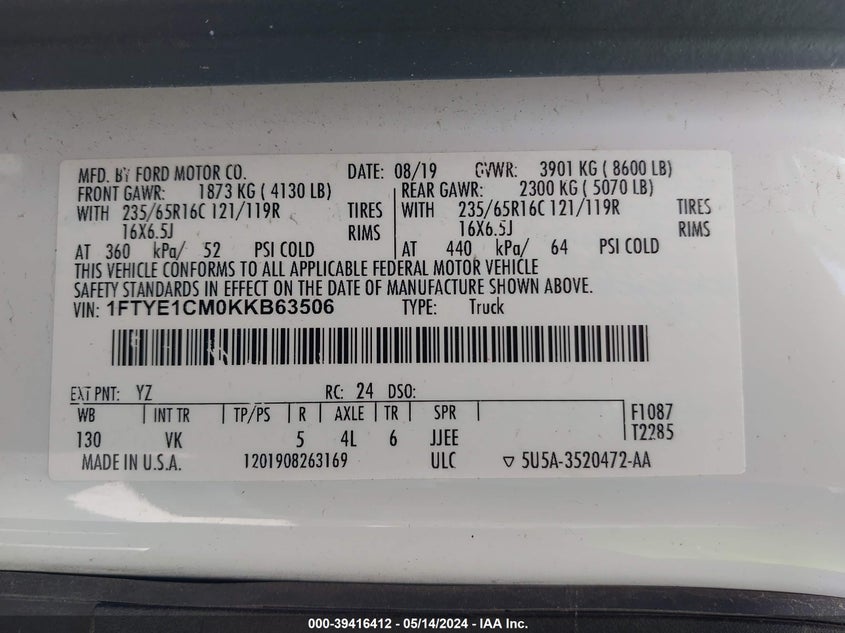 MFD. BY FORD MOTOR CO. DATE: 08/19 GVWR: 3901 KG ( 8600 LB)
FRONT GAWR: 1873 KG ( 4130 LB) REAR GAWR: 2300 KG ( 5070 LB)
WITH 235/65R16C 121/119R TIRES WITH 235/65R16C 121/119R TIRES
16X6.5J RIMS 16X6.5J RIMS
AT 360 kPa/ 52 PSI COLD AT 440 kPa/ 64 PSI COLD
THIS VEHICLE CONFORMS TO ALL APPLICABLE FEDERAL MOTOR VEHICLE
SAFETY STANDARDS IN EFFECT ON THE DATE OF MANUFACTURE SHOWN ABOVE.
VIN: 1FTYE1CM0KKB63506 TYPE: Truck
EXT PNT: YZ RC: 24 DSO:
WB INT TR TP/PS R AXLE TR SPR F1087
130 VK 5 4L 6 JJEE T2285
MADE IN U.S.A. 1201908263169 ULC ▽ 5U5A-3520472-AA
000-39416412 - 05/14/2024 - IAA Inc.